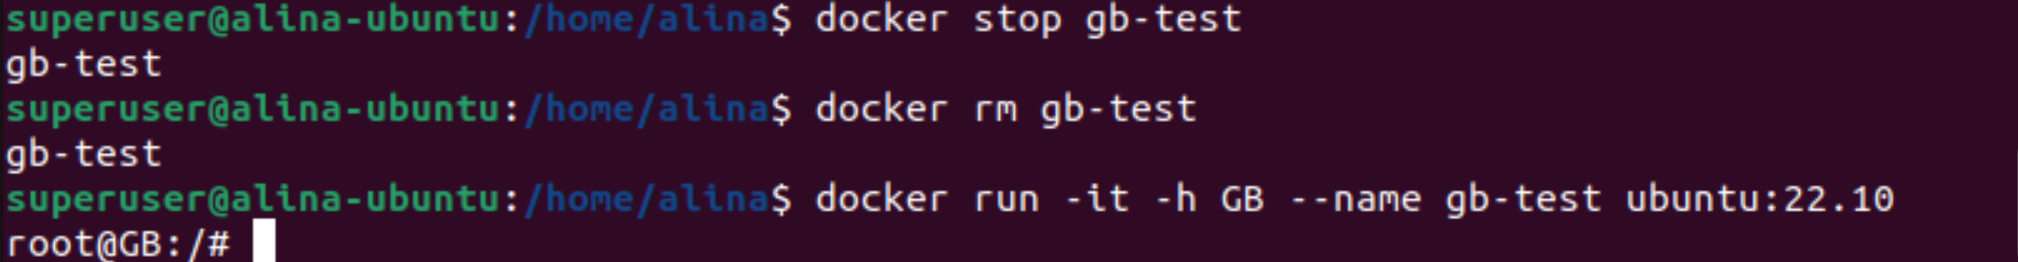 superuser@alina-ubuntu:/home/alina$ docker stop gb-test
gb-test
superuser@alina-ubuntu:/home/alina$ docker rm gb-test
gb-test
superuser@alina-ubuntu:/home/alina$ docker run -it -h GB --name gb-test ubuntu:22.10
root@GB:/#